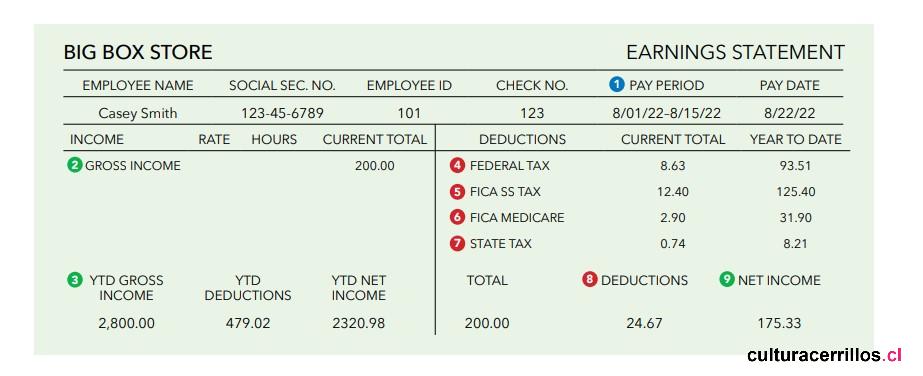 BIG BOX STORE EARNINGS STATEMENT
EMPLOYEE NAME SOCIAL SEC. NO. EMPLOYEE ID CHECK NO. 1 PAY PERIOD PAY DATE
Casey Smith 123-45-6789 101 123 8/01/22–8/15/22 8/22/22
INCOME RATE HOURS CURRENT TOTAL DEDUCTIONS CURRENT TOTAL YEAR TO DATE
2 GROSS INCOME 200.00 4 FEDERAL TAX 8.63 93.51
5 FICA SS TAX 12.40 125.40
6 FICA MEDICARE 2.90 31.90
7 STATE TAX 0.74 8.21
3 YTD GROSS YTD YTD NET TOTAL 8 DEDUCTIONS 9 NET INCOME
INCOME DEDUCTIONS INCOME
2,800.00 479.02 2320.98 200.00 24.67 175.33
culturacerrillos.cl